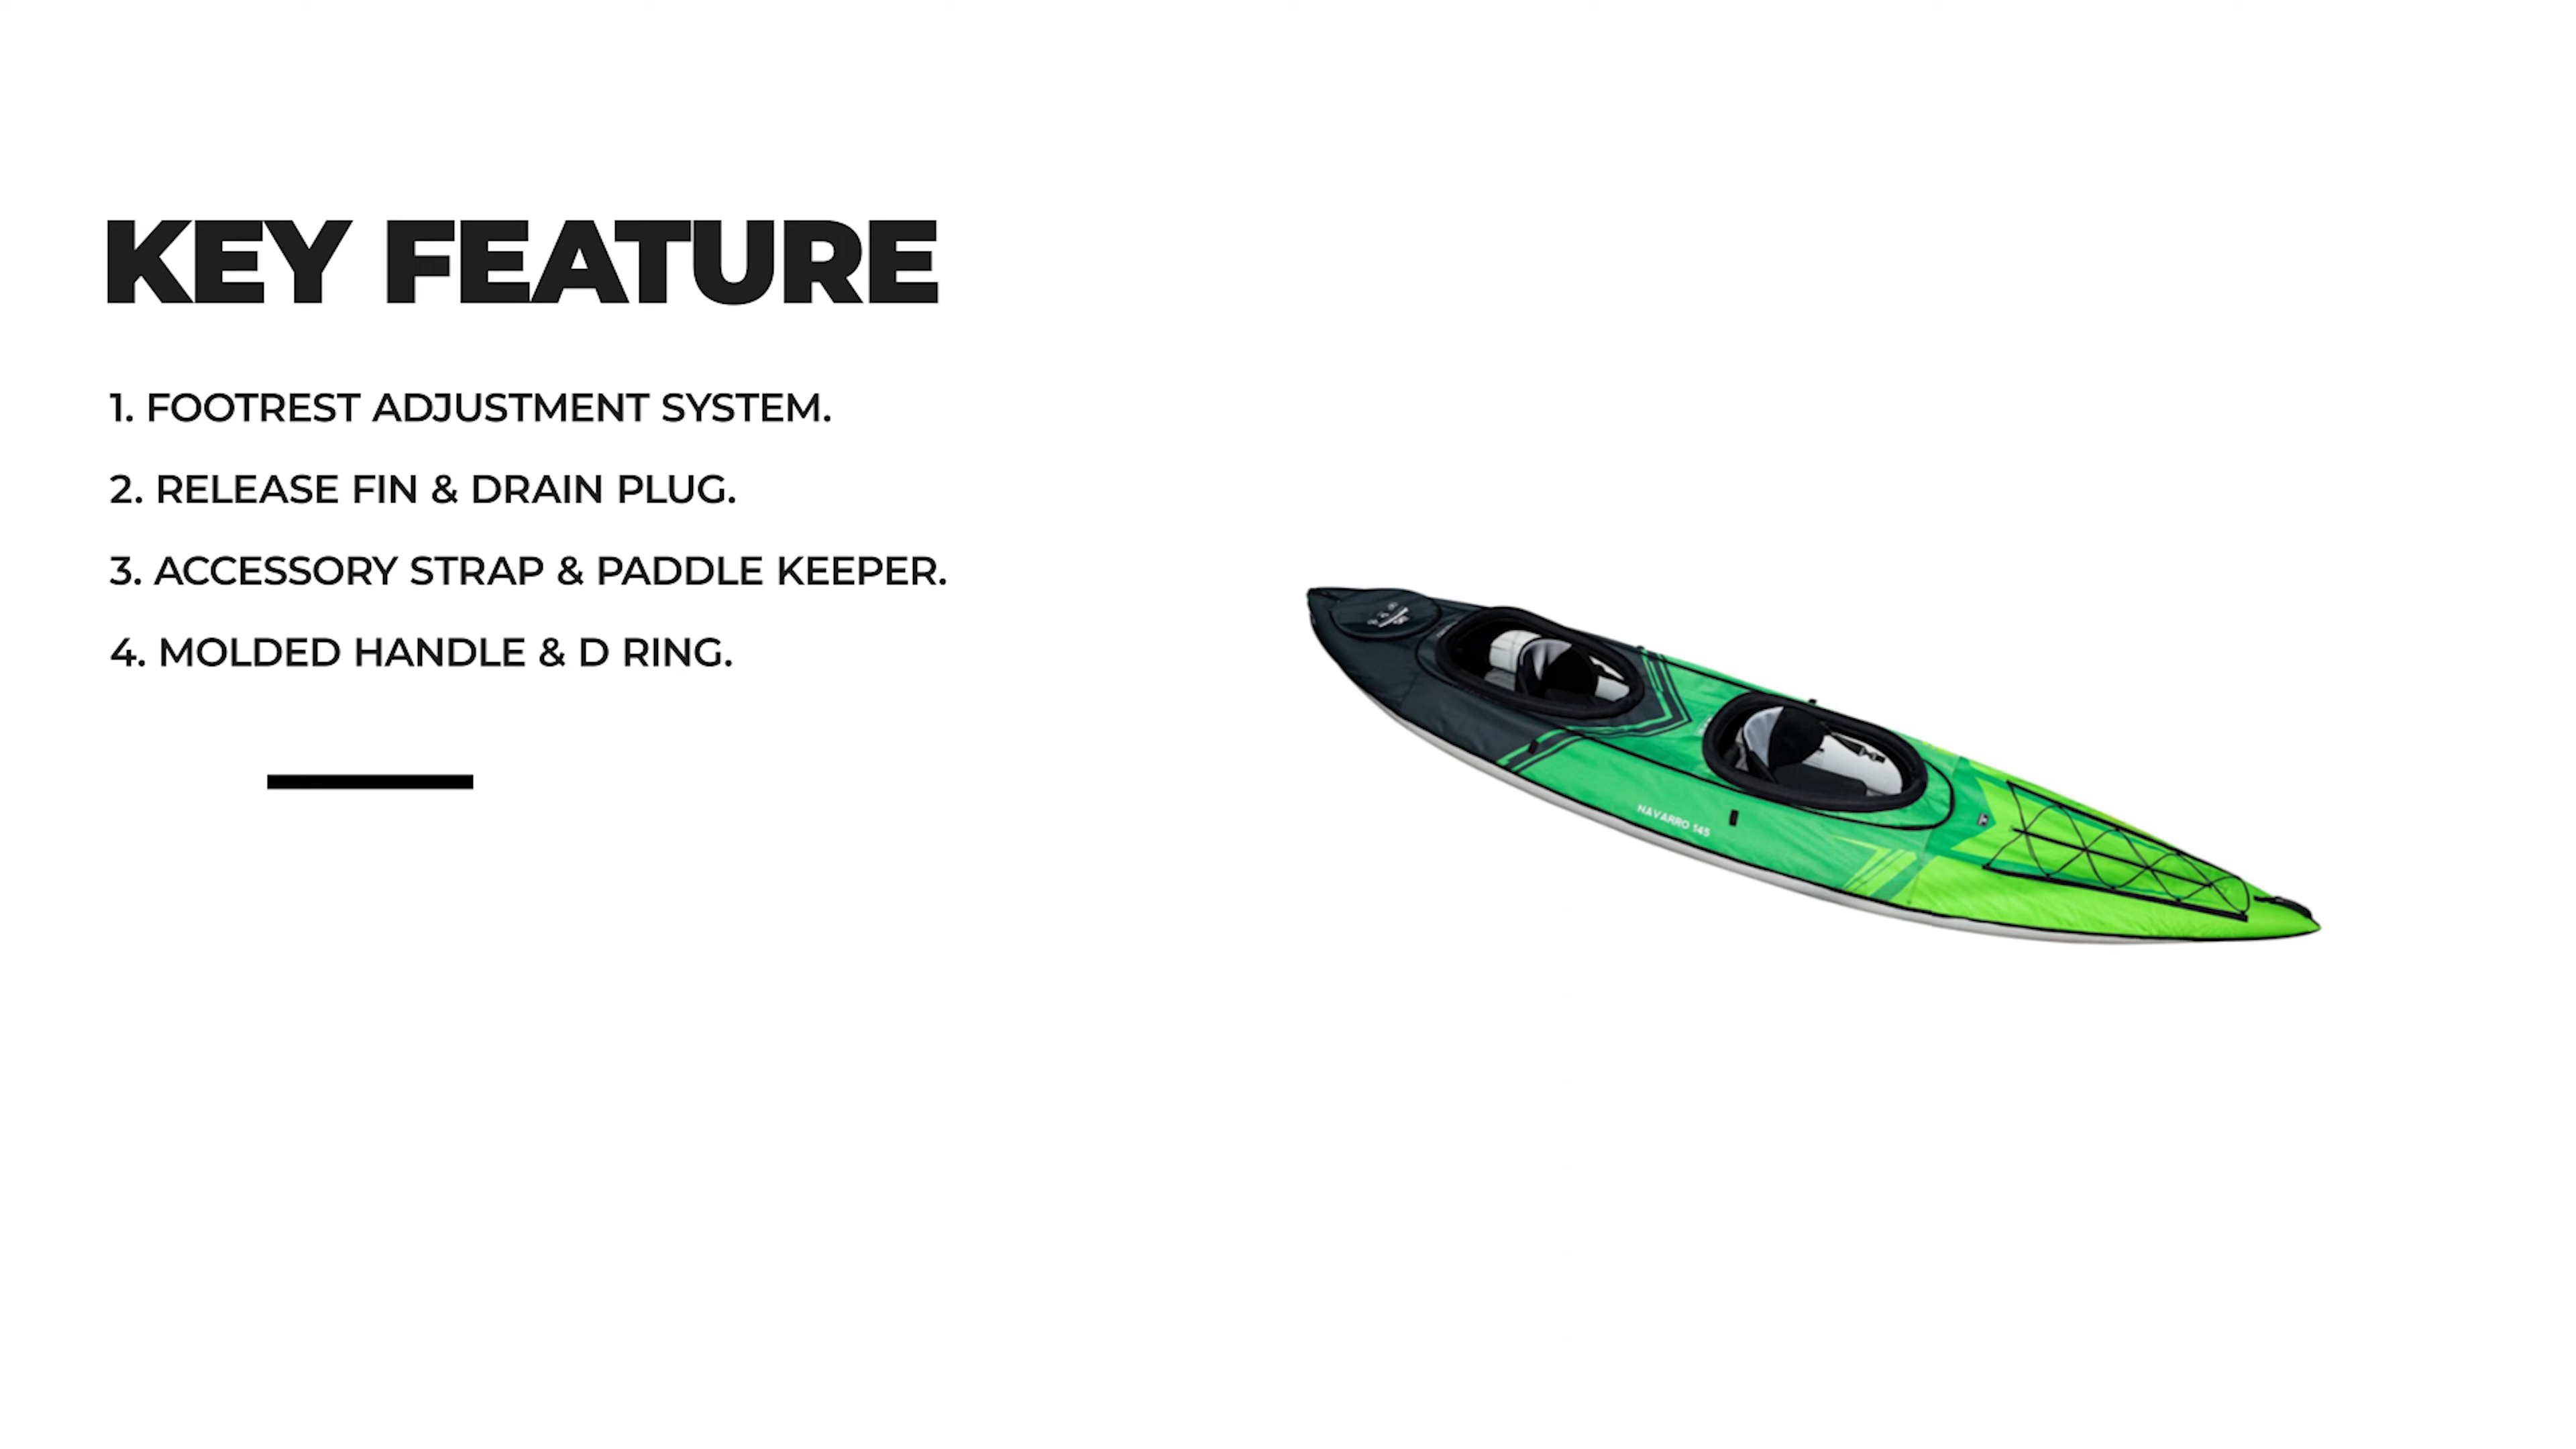 KEY FEATURE
1. FOOTREST ADJUSTMENT SYSTEM.
2. RELEASE FIN & DRAIN PLUG.
3. ACCESSORY STRAP & PADDLE KEEPER.
4. MOLDED HANDLE & D RING.
NAVARRO 145